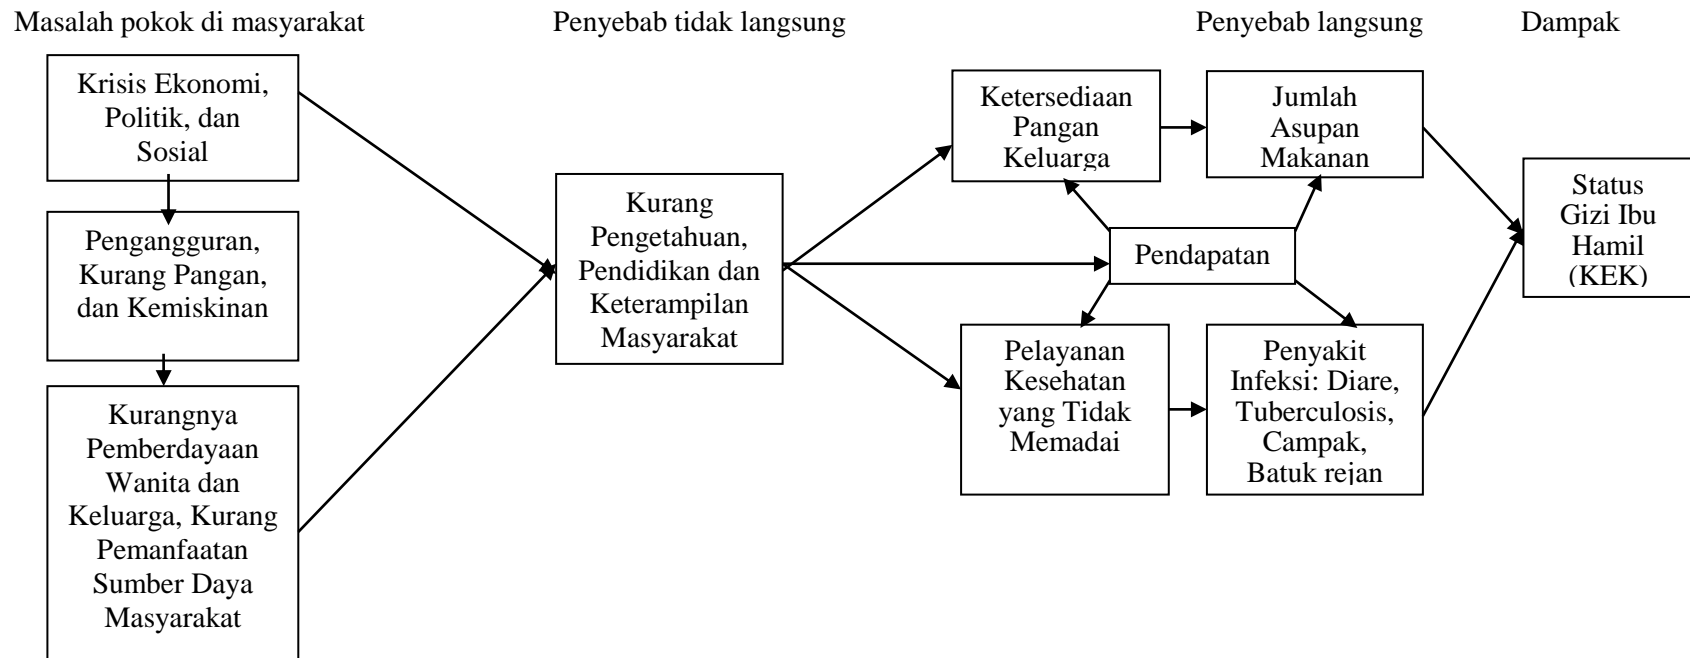 Masalah pokok di masyarakat
Penyebab tidak langsung
Penyebab langsung
Dampak
Krisis Ekonomi,
Politik, dan
Sosial
Pengangguran,
Kurang Pangan,
dan Kemiskinan
Kurangnya
Pemberdayaan
Wanita dan
Keluarga, Kurang
Pemanfaatan
Sumber Daya
Masyarakat
Kurang
Pengetahuan,
Pendidikan dan
Keterampilan
Masyarakat
Ketersediaan
Pangan
Keluarga
Jumlah
Asupan
Makanan
Pendapatan
Pelayanan
Kesehatan
yang Tidak
Memadai
Penyakit
Infeksi: Diare,
Tuberculosis,
Campak,
Batuk rejan
Status
Gizi Ibu
Hamil
(KEK)